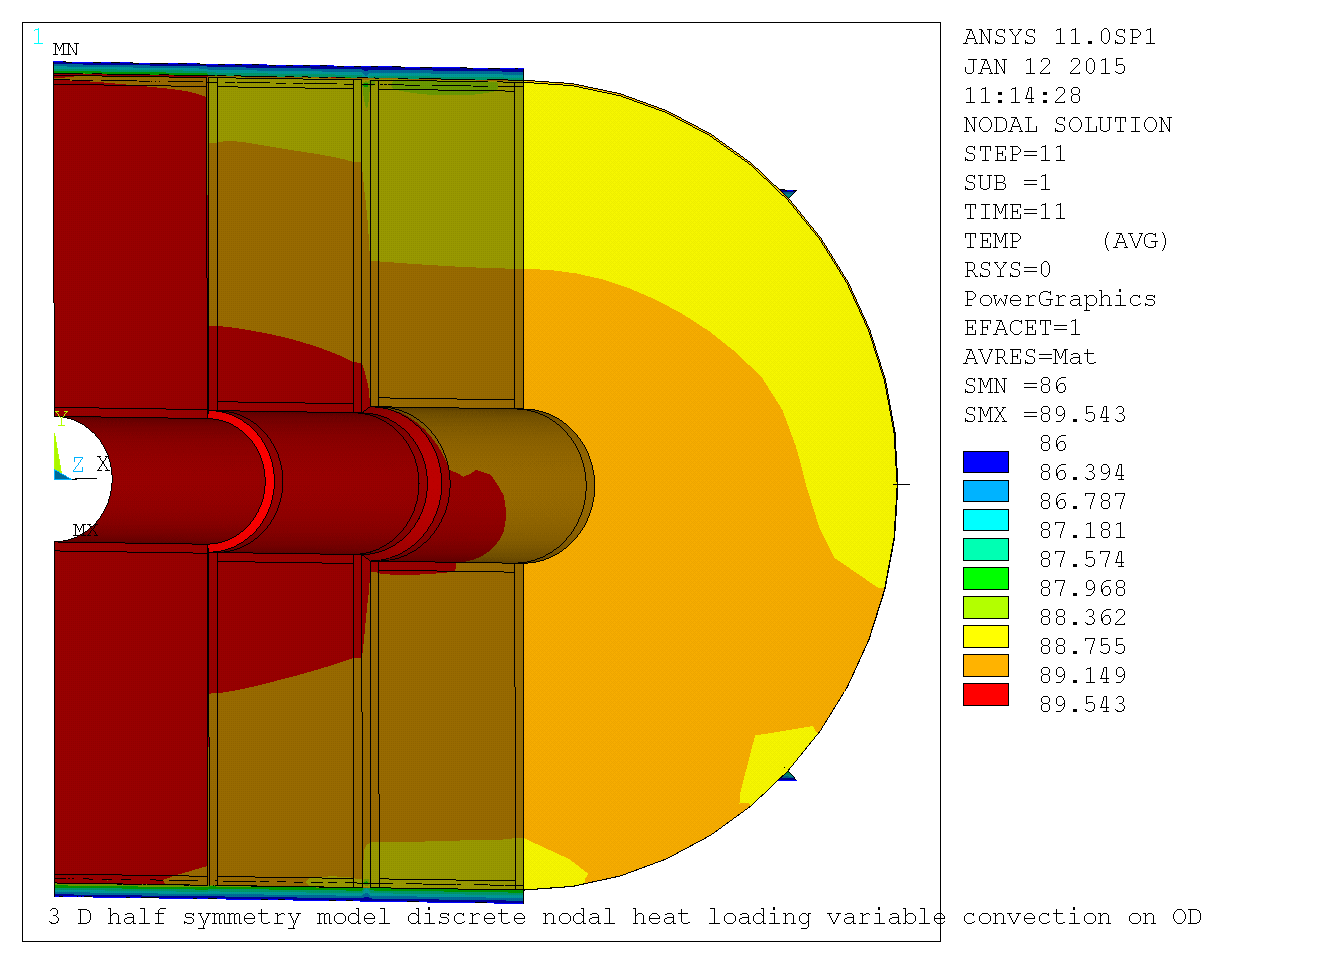 1
MN
ANSYS 11.0SP1
JAN 12 2015
11:14:28
NODAL SOLUTION
STEP=11
SUB =1
TIME=11
TEMP (AVG)
RSYS=0
PowerGraphics
EFACET=1
AVRES=Mat
SMN =86
SMX =89.543
86
86.394
86.787
87.181
87.574
87.968
88.362
88.755
89.149
89.543
Y
Z X
MX
3 D half symmetry model discrete nodal heat loading variable convection on OD